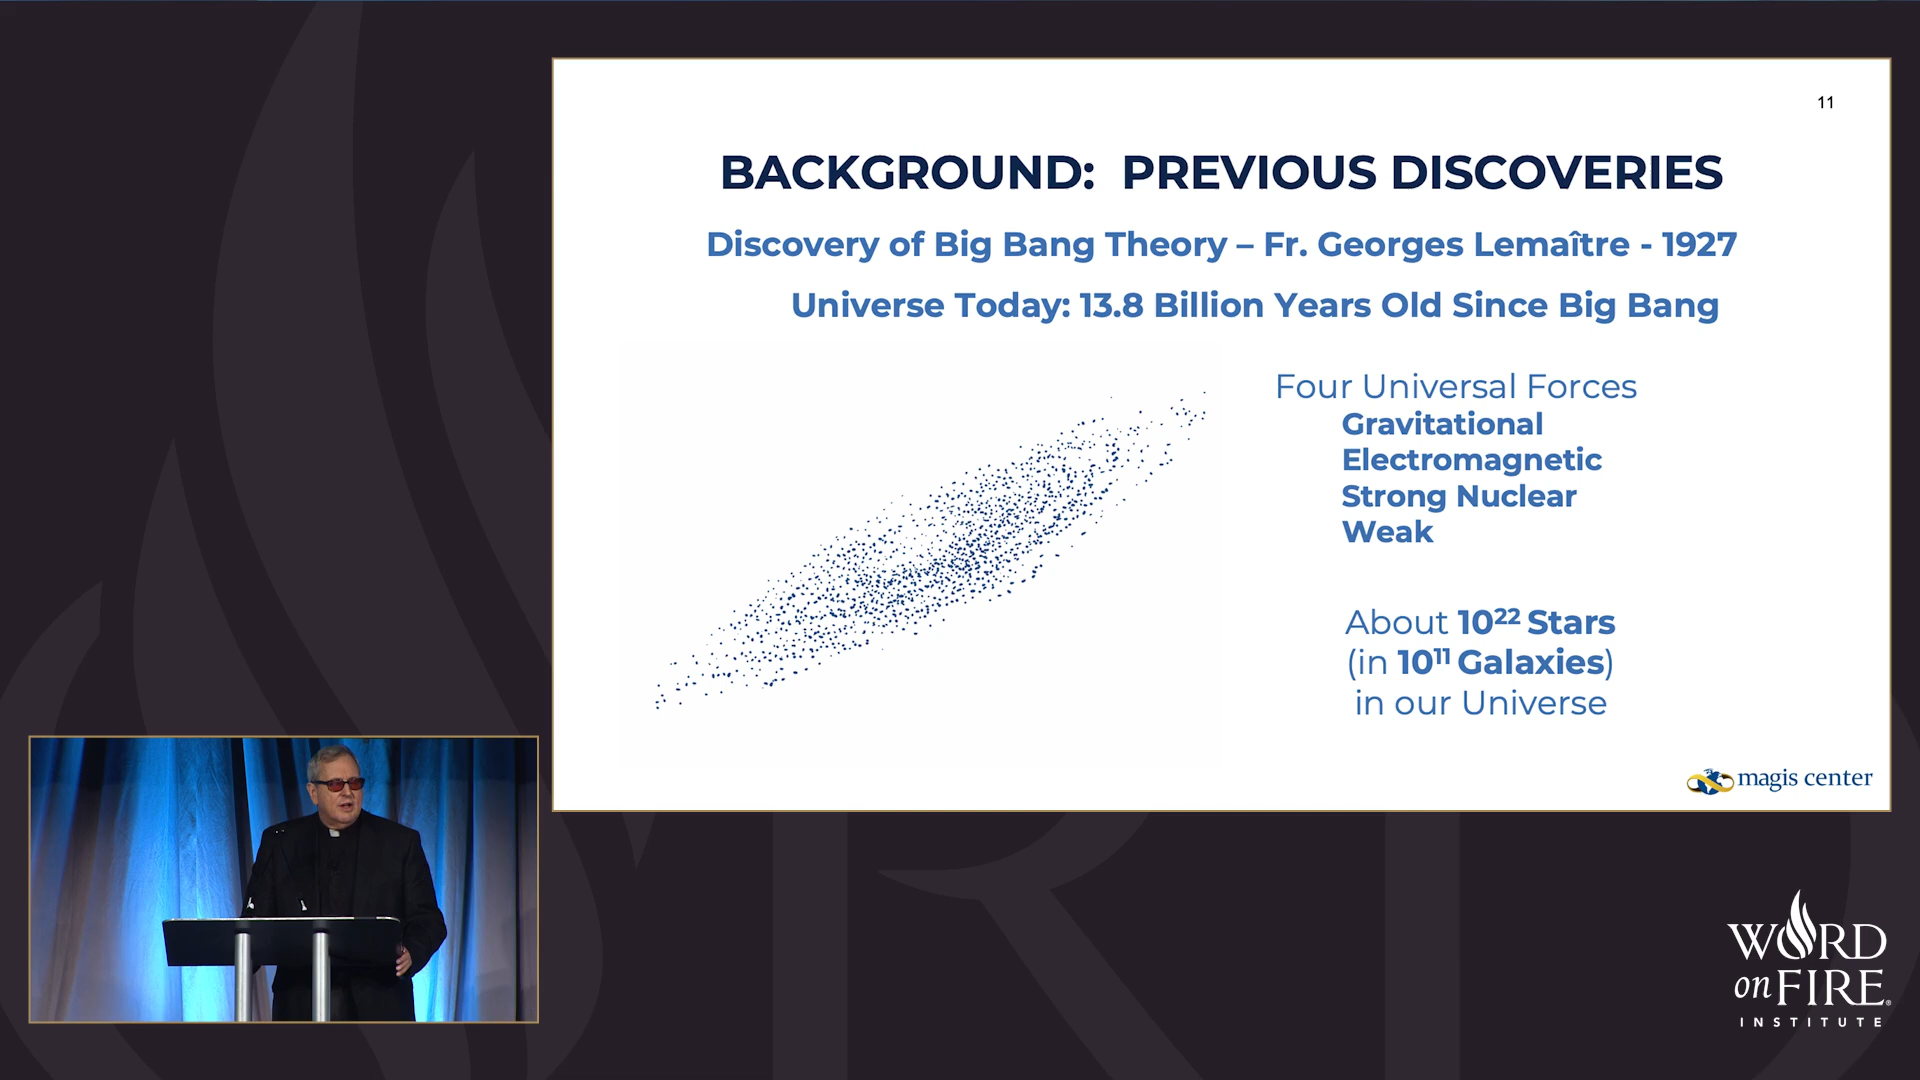 11
BACKGROUND: PREVIOUS DISCOVERIES
Discovery of Big Bang Theory – Fr. Georges Lemaître - 1927
Universe Today: 13.8 Billion Years Old Since Big Bang
Four Universal Forces
Gravitational
Electromagnetic
Strong Nuclear
Weak
About 10²² Stars
(in 10¹¹ Galaxies)
in our Universe
magis center
WORD
on FIRE®
INSTITUTE